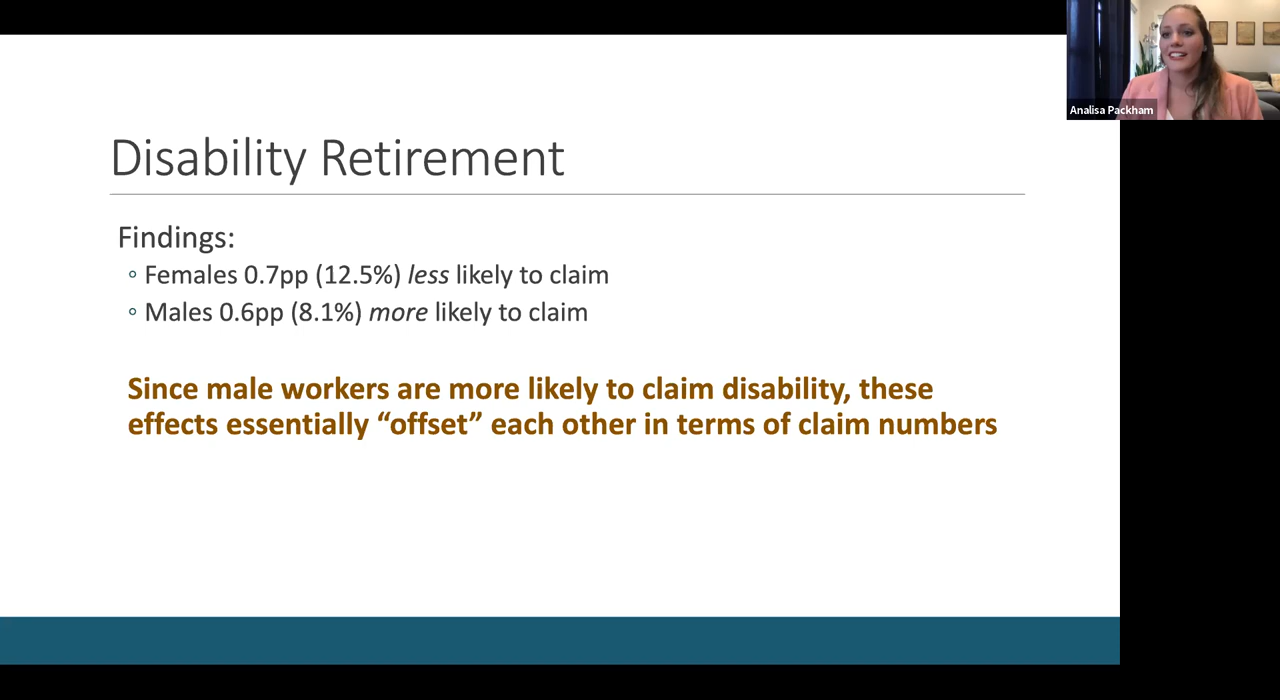 Analisa Packham
Disability Retirement
Findings:
◦ Females 0.7pp (12.5%) less likely to claim
◦ Males 0.6pp (8.1%) more likely to claim
Since male workers are more likely to claim disability, these
effects essentially “offset” each other in terms of claim numbers